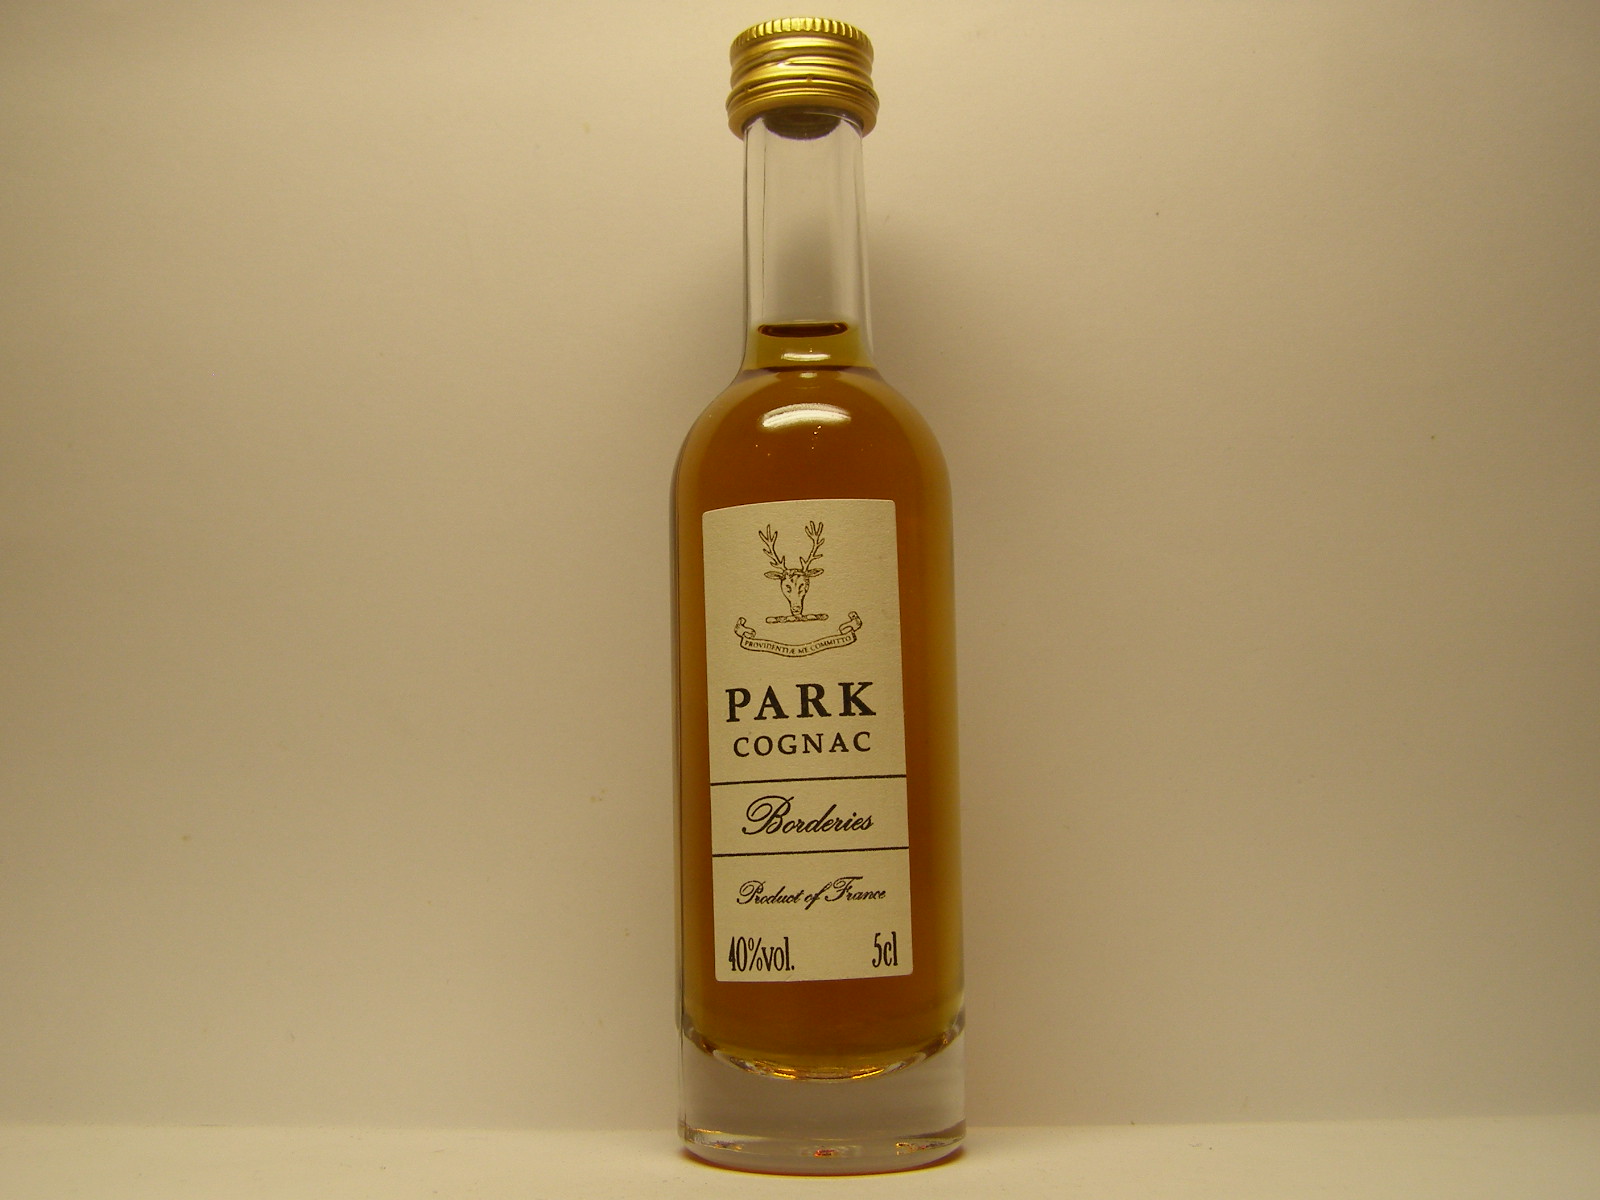 PROVIDENTIÆ ME COMMITTO
PARK
COGNAC
Borderies
Product of France
40%vol. 5cl